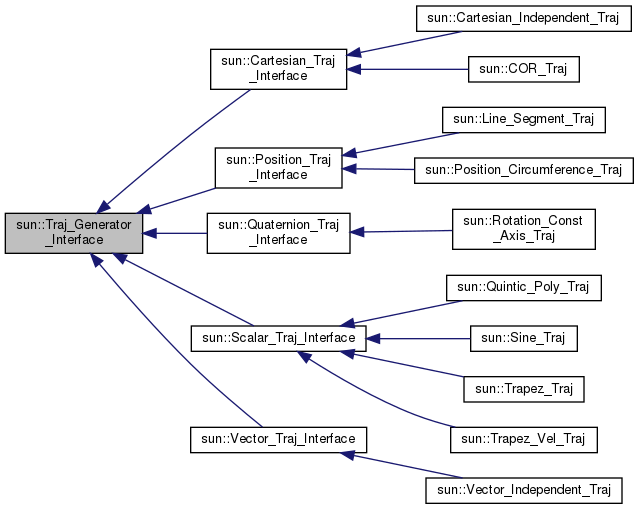 sun::Traj_Generator
_Interface
sun::Cartesian_Traj
_Interface
sun::Cartesian_Independent_Traj
sun::COR_Traj
sun::Position_Traj
_Interface
sun::Line_Segment_Traj
sun::Position_Circumference_Traj
sun::Quaternion_Traj
_Interface
sun::Rotation_Const
_Axis_Traj
sun::Scalar_Traj_Interface
sun::Quintic_Poly_Traj
sun::Sine_Traj
sun::Trapez_Traj
sun::Trapez_Vel_Traj
sun::Vector_Traj_Interface
sun::Vector_Independent_Traj